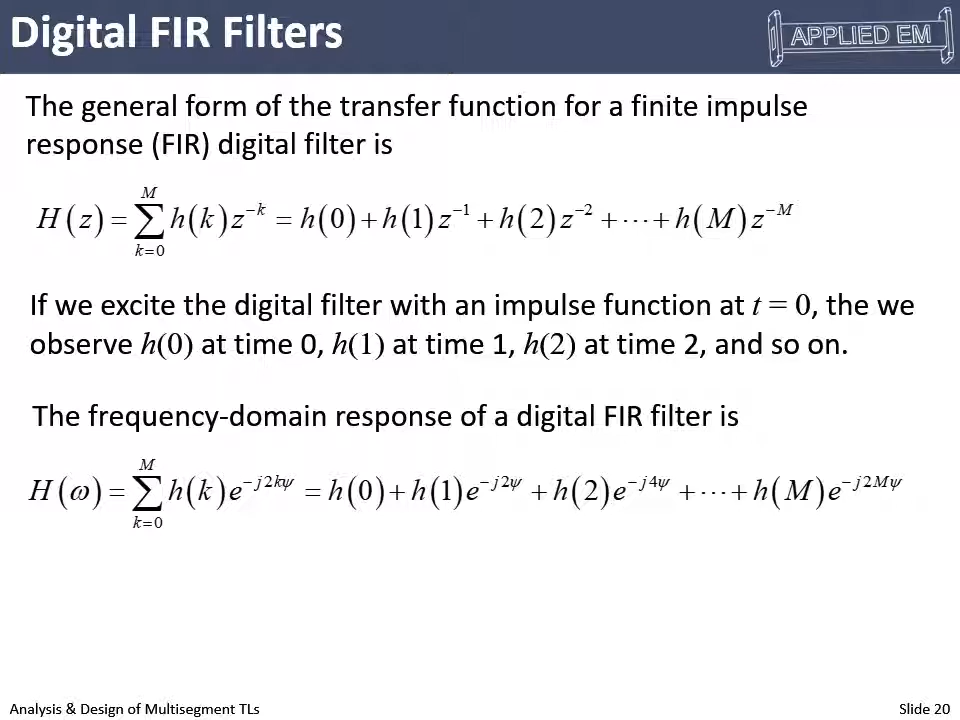 Digital FIR Filters
APPLIED EM
The general form of the transfer function for a finite impulse
response (FIR) digital filter is
H(z) = ∑_{k=0}^{M} h(k)z^{−k} = h(0) + h(1)z^{−1} + h(2)z^{−2} + ⋯ + h(M)z^{−M}
If we excite the digital filter with an impulse function at t = 0, the we
observe h(0) at time 0, h(1) at time 1, h(2) at time 2, and so on.
The frequency-domain response of a digital FIR filter is
H(ω) = ∑_{k=0}^{M} h(k)e^{−j2kψ} = h(0) + h(1)e^{−j2ψ} + h(2)e^{−j4ψ} + ⋯ + h(M)e^{−j2Mψ}
Analysis & Design of Multisegment TLs
Slide 20